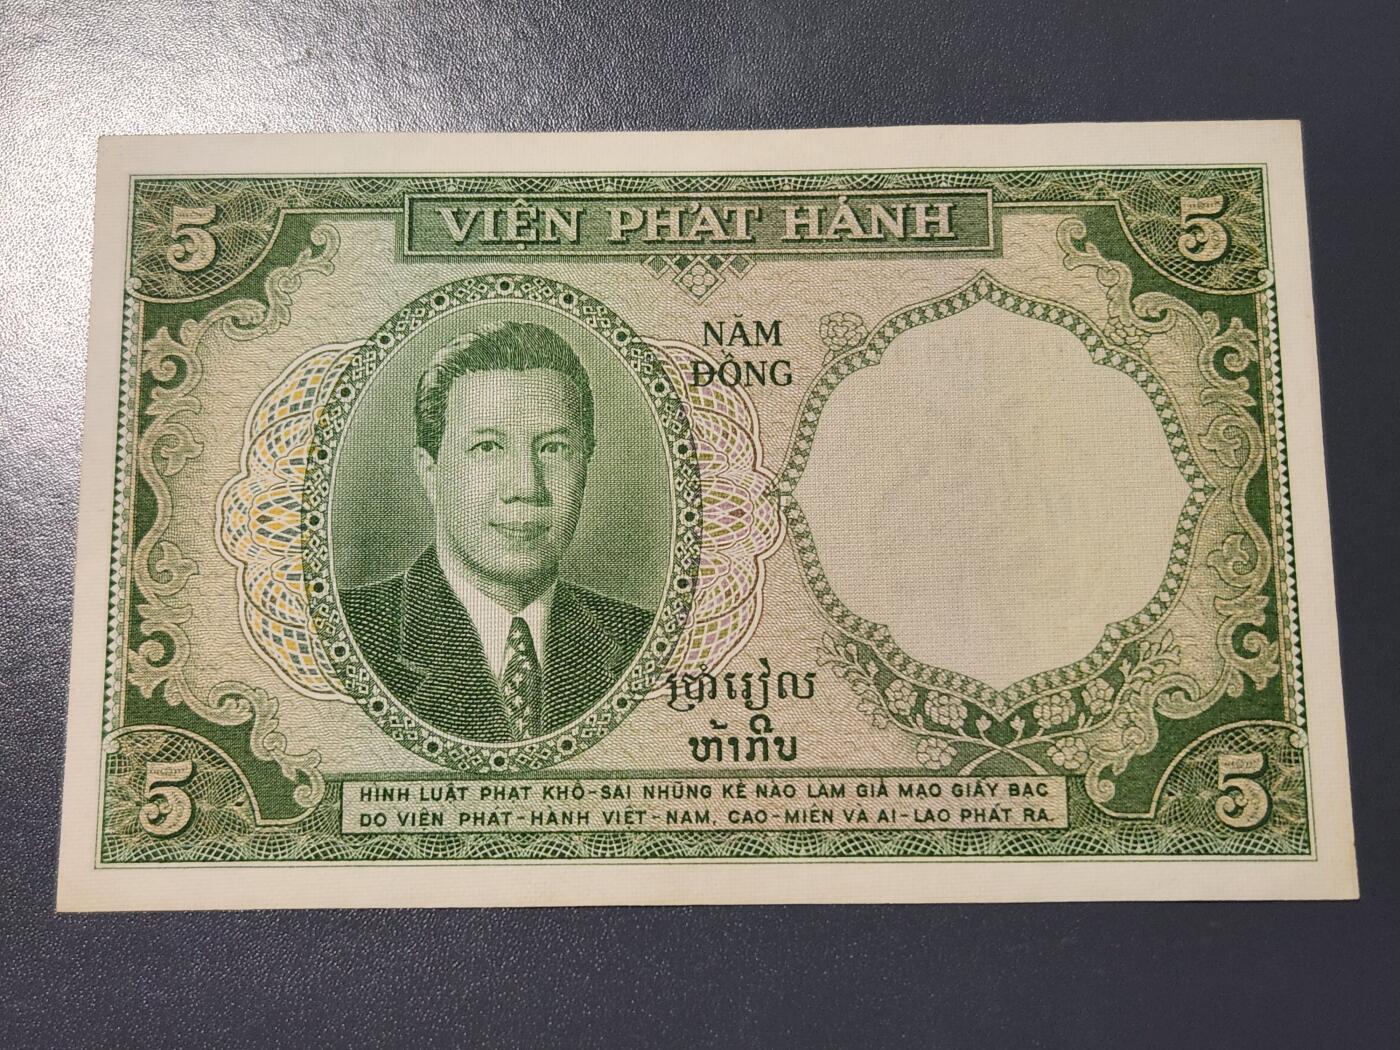 5
VIỆN PHÁT HÀNH
5
NĂM
ĐỒNG
ប្រាំរៀល
ຫ້າກີບ
5
HÌNH LUẬT PHẠT KHỔ-SAI NHỮNG KẺ NÀO LÀM GIẢ MẠO GIẤY BẠC
DO VIỆN PHÁT-HÀNH VIỆT-NAM, CAO-MIÊN VÀ AI-LAO PHÁT RA.
5